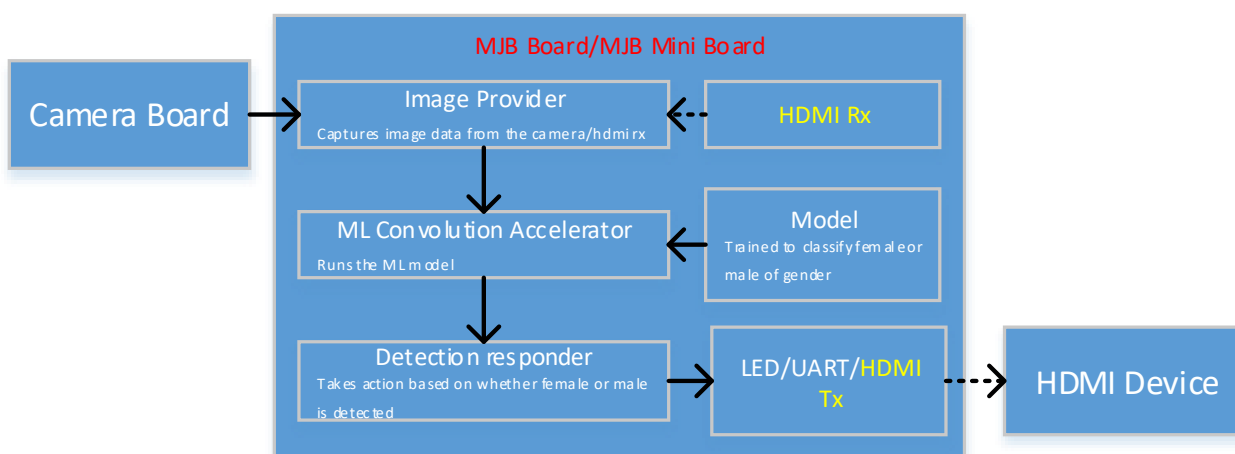 MJB Board/MJB Mini Board
Camera Board
Image Provider
Captures image data from the camera/hdmi rx
HDMI Rx
ML Convolution Accelerator
Runs the ML model
Model
Trained to classify female or
male of gender
Detection responder
Takes action based on whether female or male
is detected
LED/UART/HDMI
Tx
HDMI Device